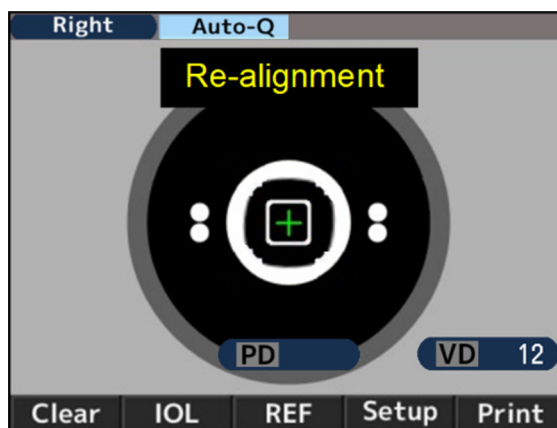 Right Auto-Q
Re-alignment
PD VD 12
Clear IOL REF Setup Print